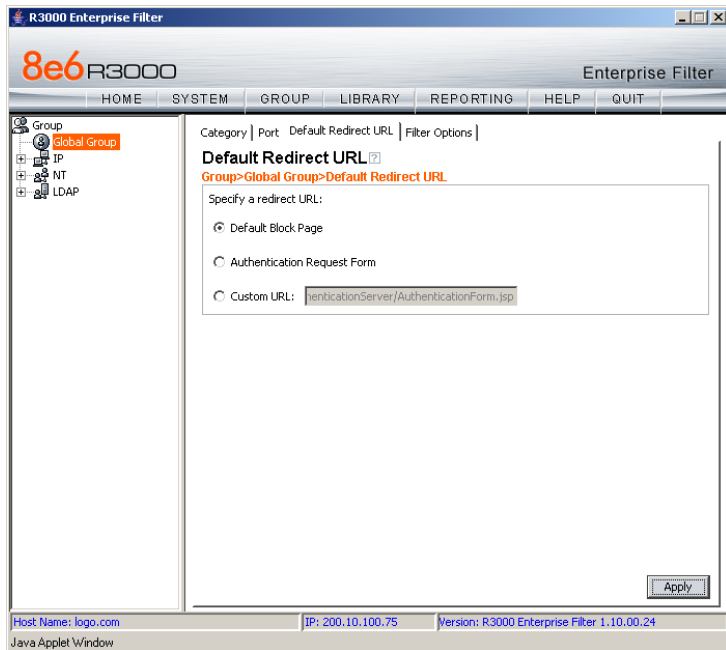 R3000 Enterprise Filter
8e6 R3000
Enterprise Filter
HOME SYSTEM GROUP LIBRARY REPORTING HELP QUIT
Group
Global Group
IP
NT
LDAP
Category Port Default Redirect URL Filter Options
Default Redirect URL ?
Group>Global Group>Default Redirect URL
Specify a redirect URL:
Default Block Page
Authentication Request Form
Custom URL: henticationServer/AuthenticationForm.jsp
Apply
Host Name: logo.com IP: 200.10.100.75 Version: R3000 Enterprise Filter 1.10.00.24
Java Applet Window